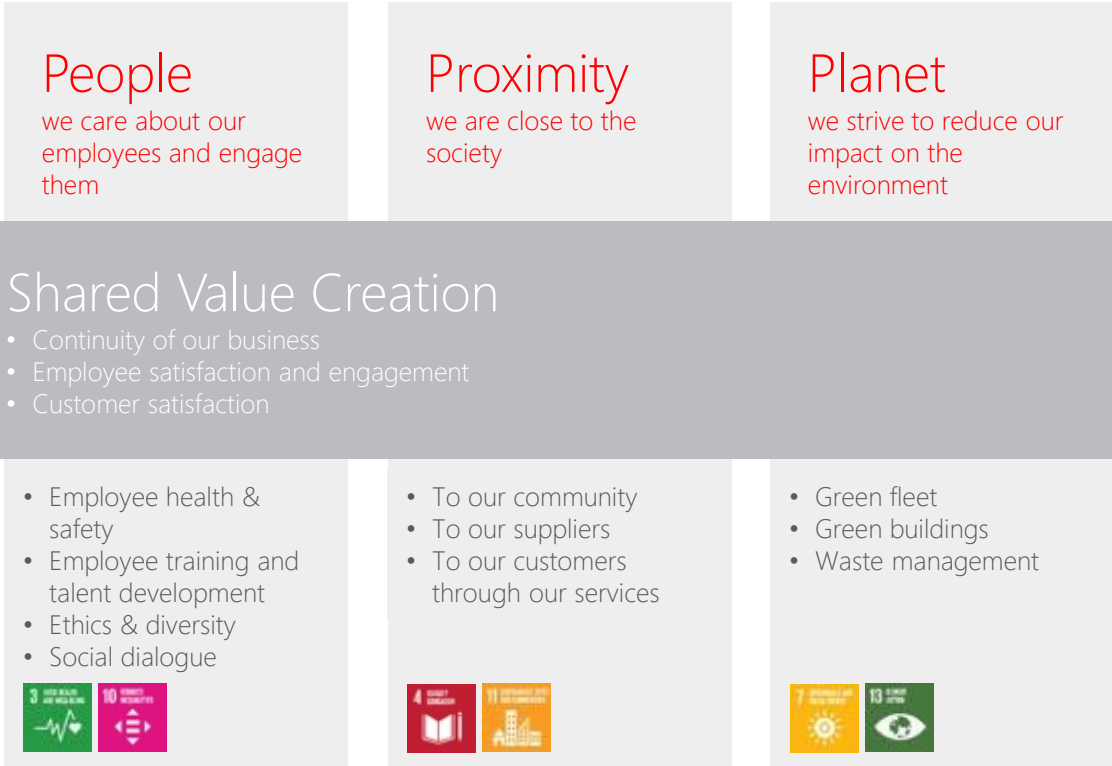 People
we care about our
employees and engage
them
Proximity
we are close to the
society
Planet
we strive to reduce our
impact on the
environment
Shared Value Creation
• Continuity of our business
• Employee satisfaction and engagement
• Customer satisfaction
• Employee health &
safety
• Employee training and
talent development
• Ethics & diversity
• Social dialogue
• To our community
• To our suppliers
• To our customers
through our services
• Green fleet
• Green buildings
• Waste management
3
10
4
11
7
13